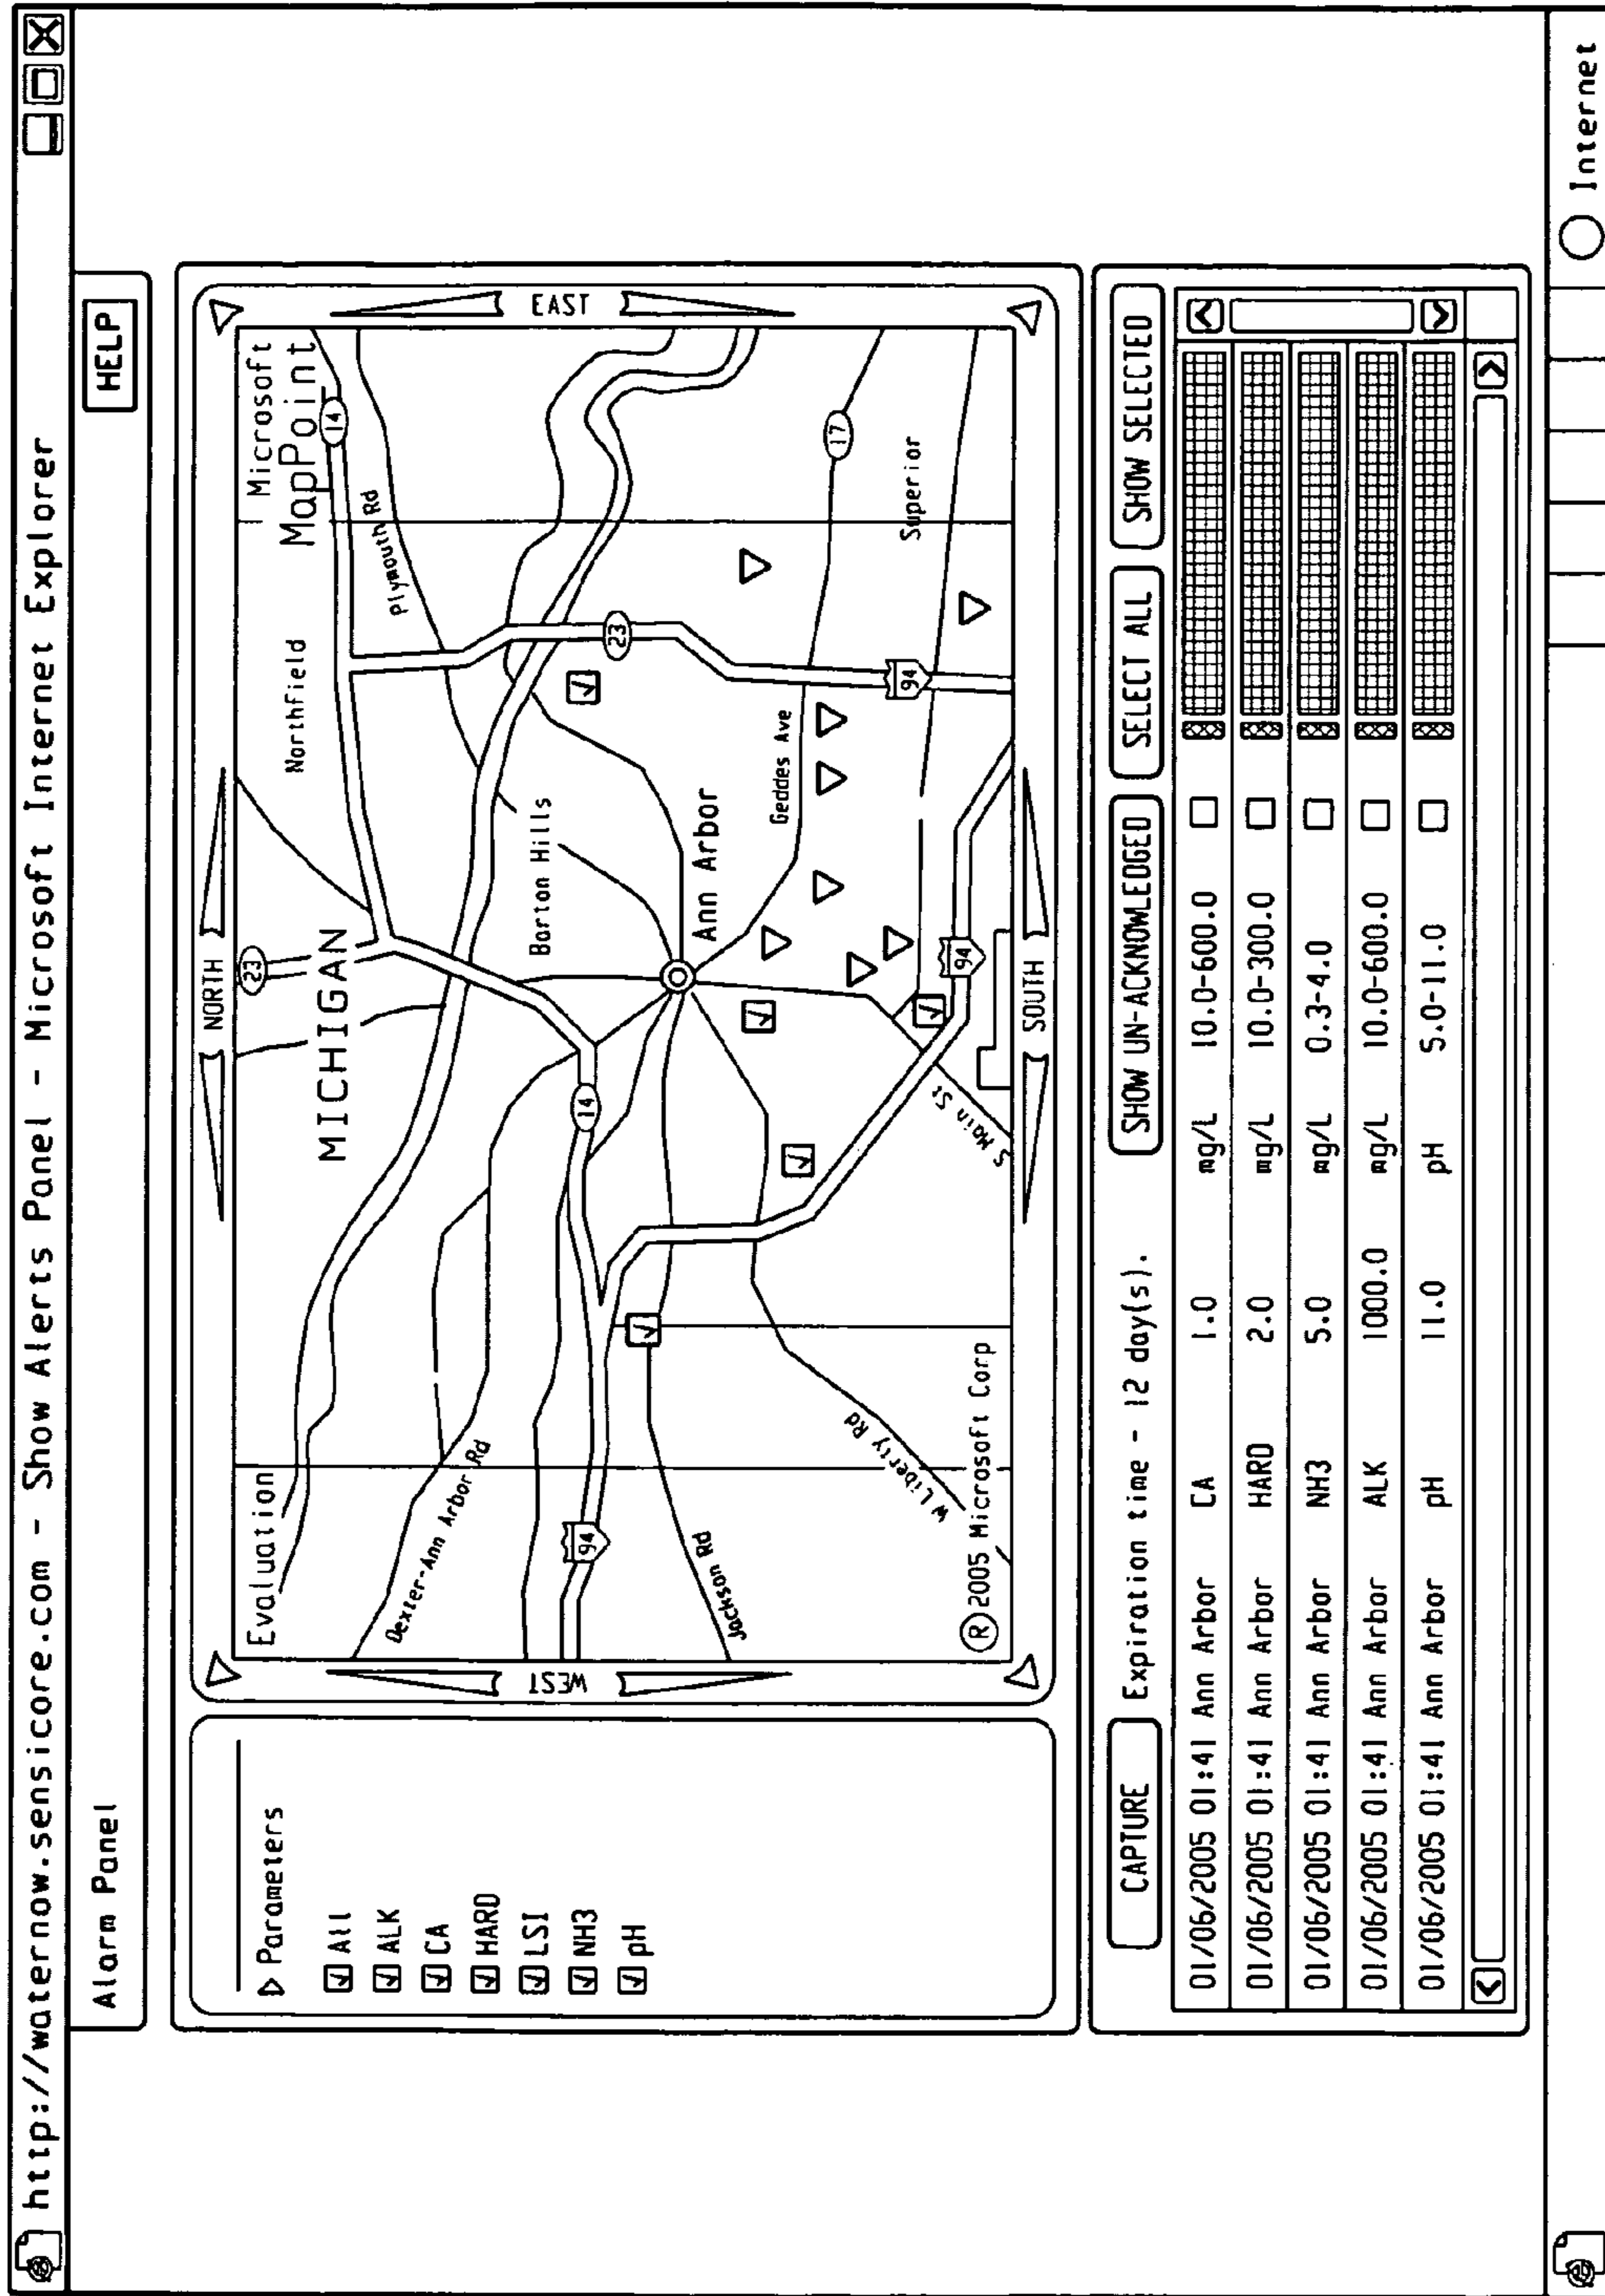 http://waternow.sensicore.com - Show Alerts Panel - Microsoft Internet Explorer
Alarm Panel
HELP
Parameters
All
ALK
CA
HARD
LSI
NH3
pH
NORTH
WEST
EAST
SOUTH
Evaluation
MICHIGAN
23
Northfield
Microsoft
MapPoint
14
Plymouth Rd
Dexter-Ann Arbor Rd
Barton Hills
14
23
94
Jackson Rd
Ann Arbor
Geddes Ave
17
W Liberty Rd
S Main St
94
94
Superior
® 2005 Microsoft Corp
CAPTURE
Expiration time - 12 day(s).
SHOW UN-ACKNOWLEDGED
SELECT ALL
SHOW SELECTED
01/06/2005 01:41 Ann Arbor CA 1.0 mg/L 10.0-600.0
01/06/2005 01:41 Ann Arbor HARD 2.0 mg/L 10.0-300.0
01/06/2005 01:41 Ann Arbor NH3 5.0 mg/L 0.3-4.0
01/06/2005 01:41 Ann Arbor ALK 1000.0 mg/L 10.0-600.0
01/06/2005 01:41 Ann Arbor pH 11.0 pH 5.0-11.0
Internet